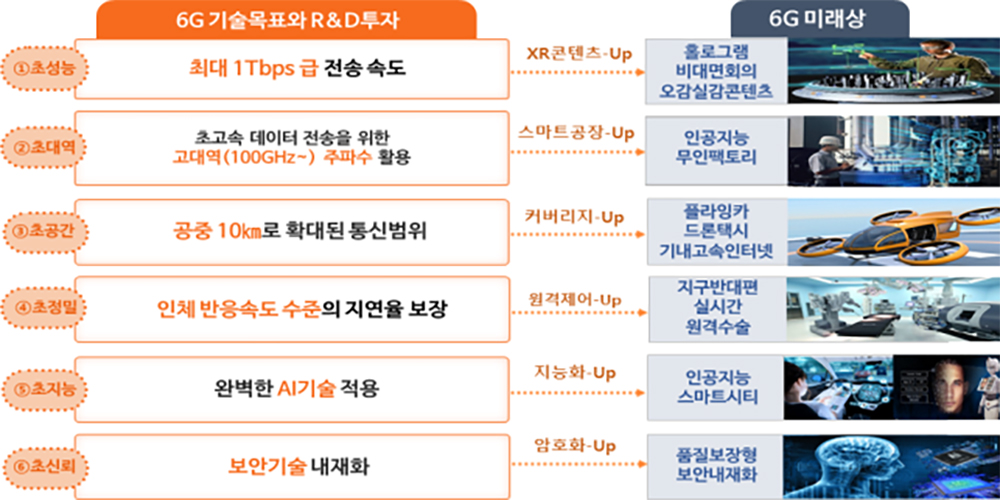 6G 기술목표와 R&D투자
6G 미래상
①초성능
최대 1Tbps 급 전송 속도
XR콘텐츠-Up
홀로그램
비대면회의
오감실감콘텐츠
②초대역
초고속 데이터 전송을 위한
고대역(100GHz~) 주파수 활용
스마트공장-Up
인공지능
무인팩토리
③초공간
공중 10㎞로 확대된 통신범위
커버리지-Up
플라잉카
드론택시
기내고속인터넷
④초정밀
인체 반응속도 수준의 지연율 보장
원격제어-Up
지구반대편
실시간
원격수술
⑤초지능
완벽한 AI기술 적용
지능화-Up
인공지능
스마트시티
⑥초신뢰
보안기술 내재화
암호화-Up
품질보장형
보안내재화